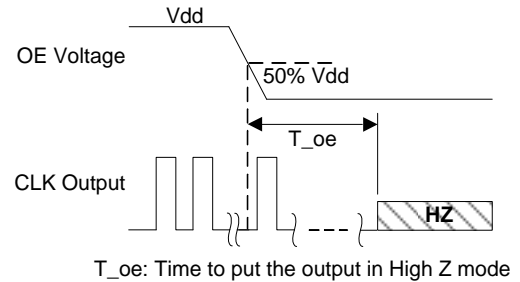 Vdd
OE Voltage
50% Vdd
T_oe
CLK Output
HZ
T_oe: Time to put the output in High Z mode